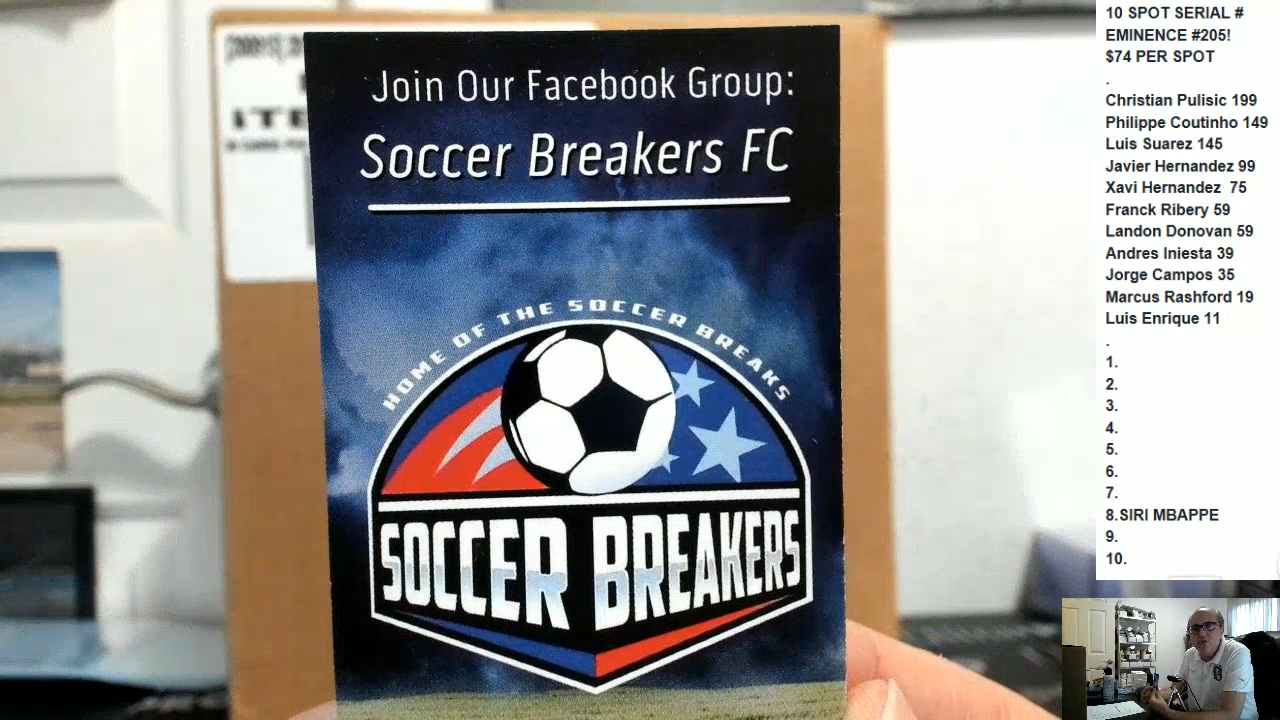 Join Our Facebook Group:
Soccer Breakers FC
HOME OF THE SOCCER BREAKS
SOCCER BREAKERS
10 SPOT SERIAL #
EMINENCE #205!
$74 PER SPOT
.
Christian Pulisic 199
Philippe Coutinho 149
Luis Suarez 145
Javier Hernandez 99
Xavi Hernandez 75
Franck Ribery 59
Landon Donovan 59
Andres Iniesta 39
Jorge Campos 35
Marcus Rashford 19
Luis Enrique 11
.
1.
2.
3.
4.
5.
6.
7.
8.SIRI MBAPPE
9.
10.